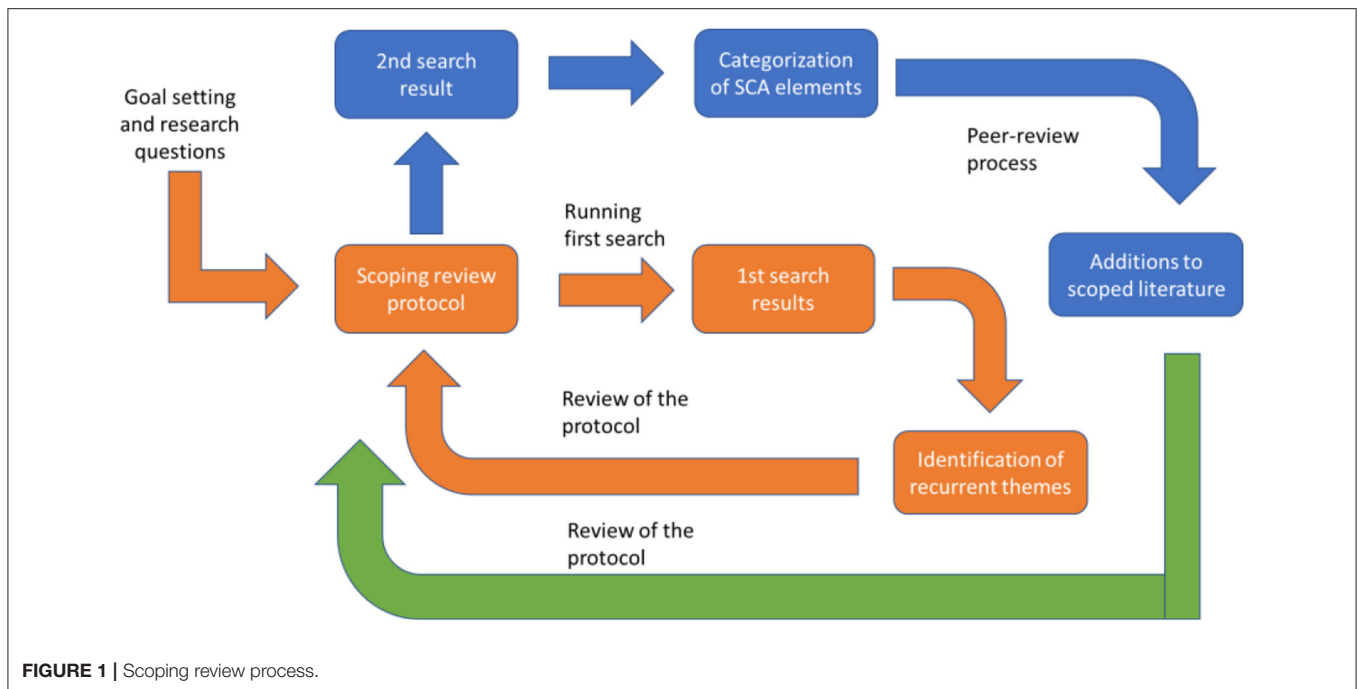 Goal setting
and research
questions
2nd search
result
Categorization
of SCA elements
Peer-review
process
Running
first search
Scoping review
protocol
1st search
results
Additions to
scoped literature
Review of the
protocol
Identification of
recurrent themes
Review of the
protocol
FIGURE 1 | Scoping review process.